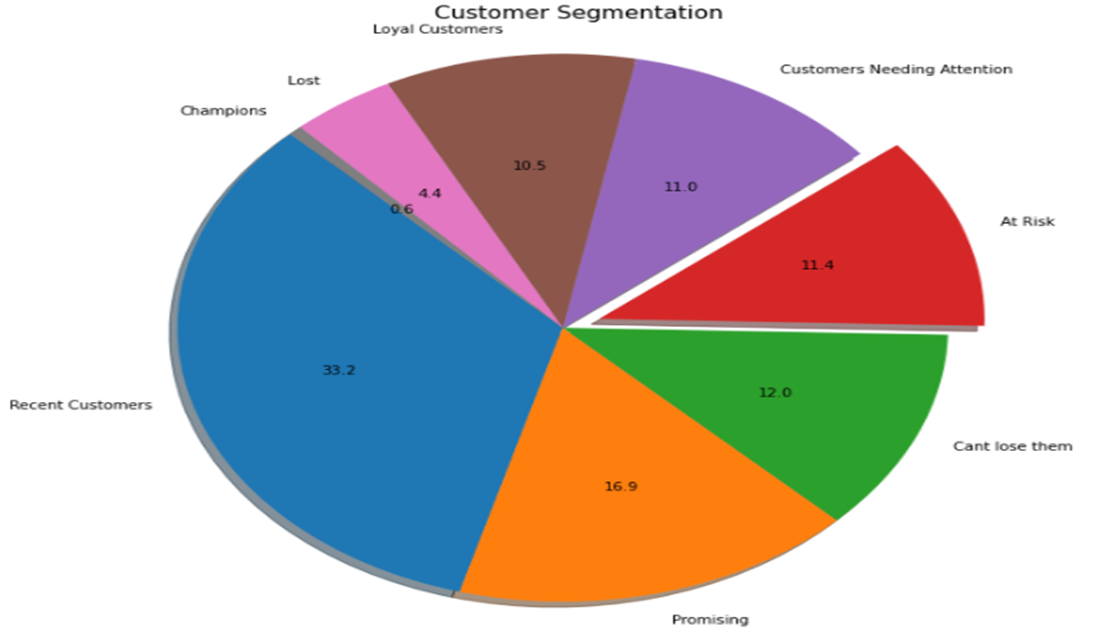 Customer Segmentation
Loyal Customers
Customers Needing Attention
Lost
Champions
10.5
11.0
4.4
0.6
At Risk
11.4
33.2
12.0
Recent Customers
Cant lose them
16.9
Promising